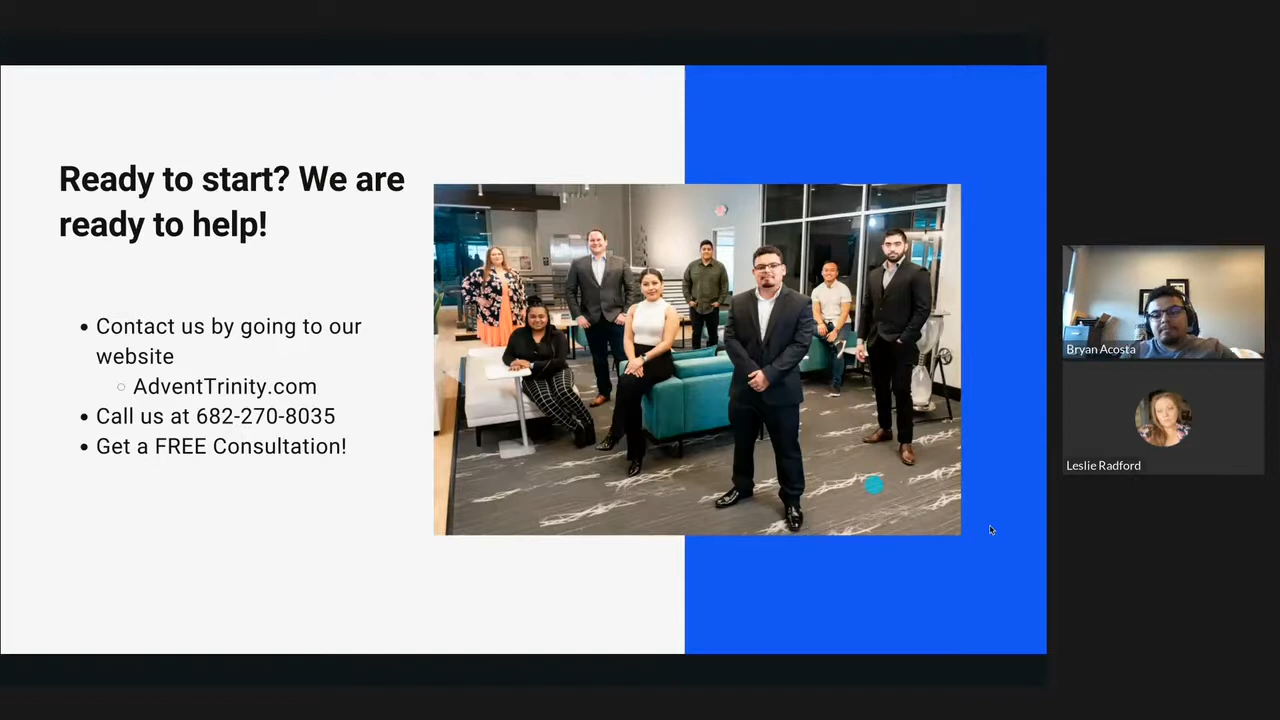 Ready to start? We are
ready to help!
• Contact us by going to our
website
○ AdventTrinity.com
• Call us at 682-270-8035
• Get a FREE Consultation!
Bryan Acosta
Leslie Radford